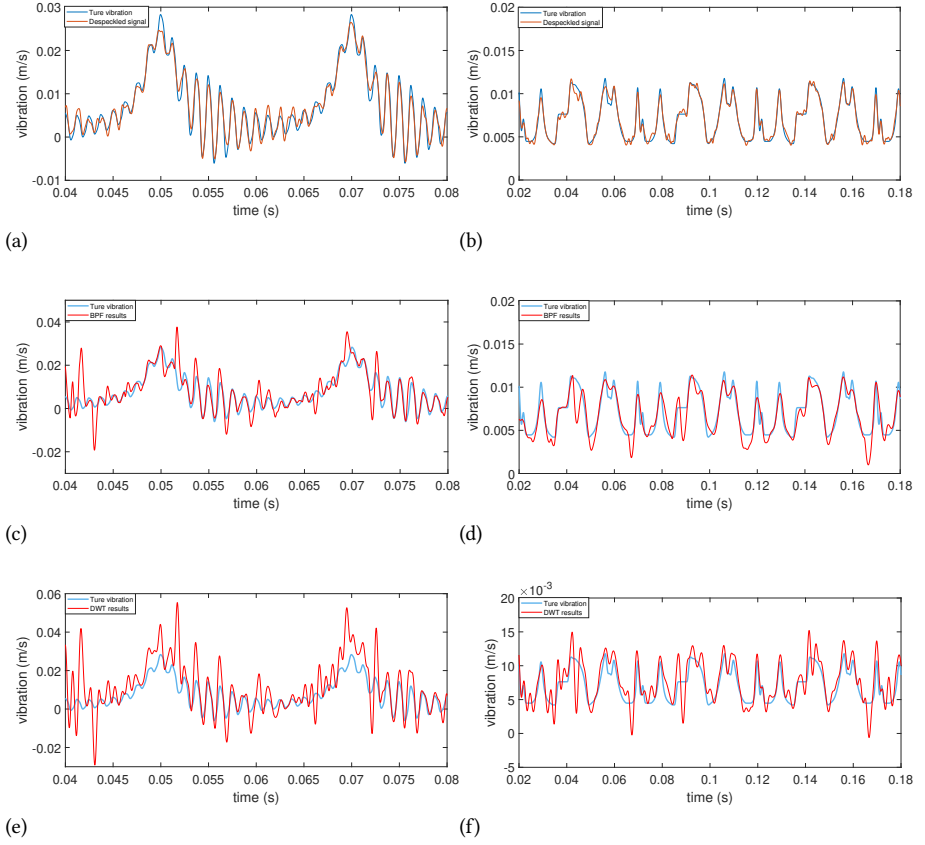 Ture vibration
Despeckled signal
0.03
0.02
0.01
0
-0.01
vibration (m/s)
0.04 0.045 0.05 0.055 0.06 0.065 0.07 0.075 0.08
time (s)
(a)
Ture vibration
Despeckled signal
0.02
0.015
0.01
0.005
0
vibration (m/s)
0.02 0.04 0.06 0.08 0.1 0.12 0.14 0.16 0.18
time (s)
(b)
Ture vibration
BPF results
0.04
0.02
0
-0.02
vibration (m/s)
0.04 0.045 0.05 0.055 0.06 0.065 0.07 0.075 0.08
time (s)
(c)
Ture vibration
BPF results
0.02
0.015
0.01
0.005
0
vibration (m/s)
0.02 0.04 0.06 0.08 0.1 0.12 0.14 0.16 0.18
time (s)
(d)
Ture vibration
DWT results
0.06
0.04
0.02
0
-0.02
vibration (m/s)
0.04 0.045 0.05 0.055 0.06 0.065 0.07 0.075 0.08
time (s)
(e)
×10⁻³
Ture vibration
DWT results
20
15
10
5
0
-5
vibration (m/s)
0.02 0.04 0.06 0.08 0.1 0.12 0.14 0.16 0.18
time (s)
(f)